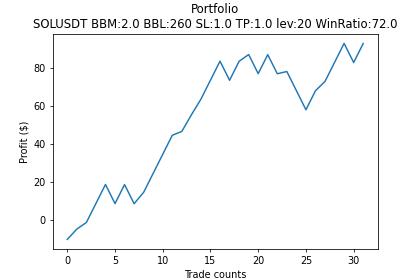 Portfolio
SOLUSDT BBM:2.0 BBL:260 SL:1.0 TP:1.0 lev:20 WinRatio:72.0
80
60
40
20
0
Profit ($)
0 5 10 15 20 25 30
Trade counts